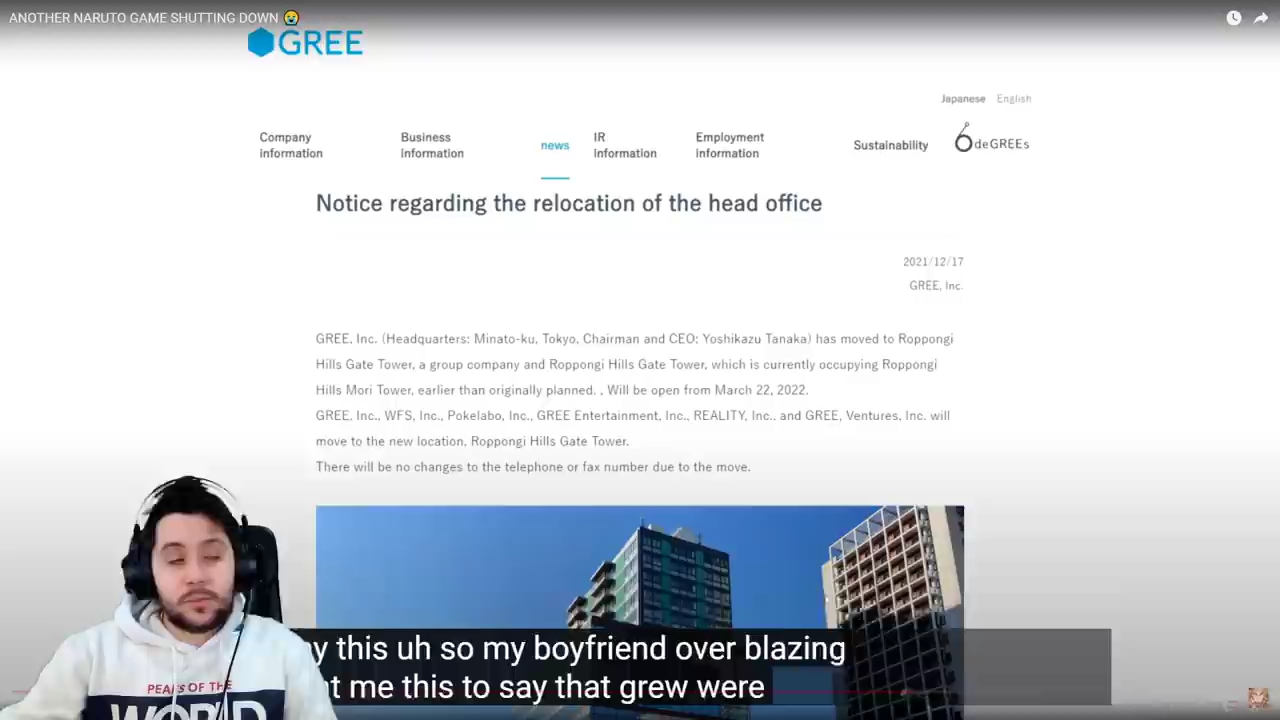 ANOTHER NARUTO GAME SHUTTING DOWN 😭
GREE
Japanese English
Company information
Business information
news
IR information
Employment information
Sustainability
6 deGREEs
Notice regarding the relocation of the head office
2021/12/17
GREE, Inc.
GREE, Inc. (Headquarters: Minato-ku, Tokyo, Chairman and CEO: Yoshikazu Tanaka) has moved to Roppongi
Hills Gate Tower, a group company and Roppongi Hills Gate Tower, which is currently occupying Roppongi
Hills Mori Tower, earlier than originally planned. . Will be open from March 22, 2022.
GREE, Inc., WFS, Inc., Pokelabo, Inc., GREE Entertainment, Inc., REALITY, Inc., and GREE, Ventures, Inc. will
move to the new location, Roppongi Hills Gate Tower.
There will be no changes to the telephone or fax number due to the move.
this uh so my boyfriend over blazing
me this to say that grew were
PEAKS OF THE
WORLD